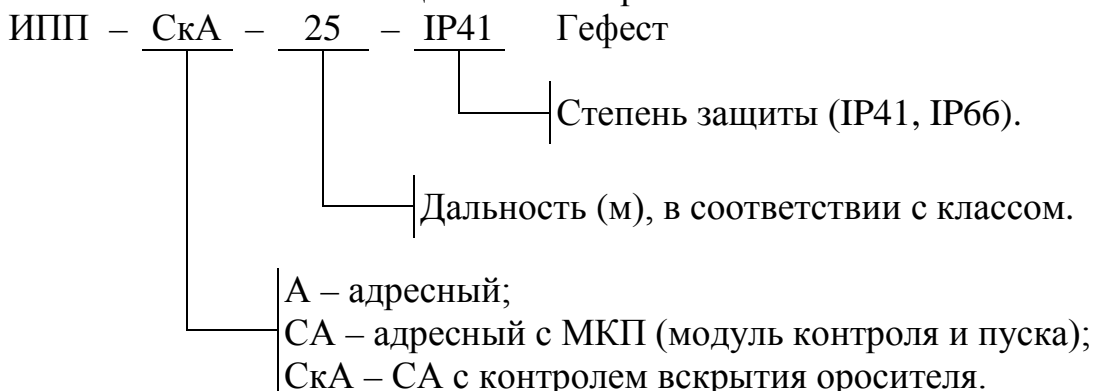 ИПП – СкА – 25 – IP41 Гефест
Степень защиты (IP41, IP66).
Дальность (м), в соответствии с классом.
А – адресный;
СА – адресный с МКП (модуль контроля и пуска);
СкА – СА с контролем вскрытия оросителя.